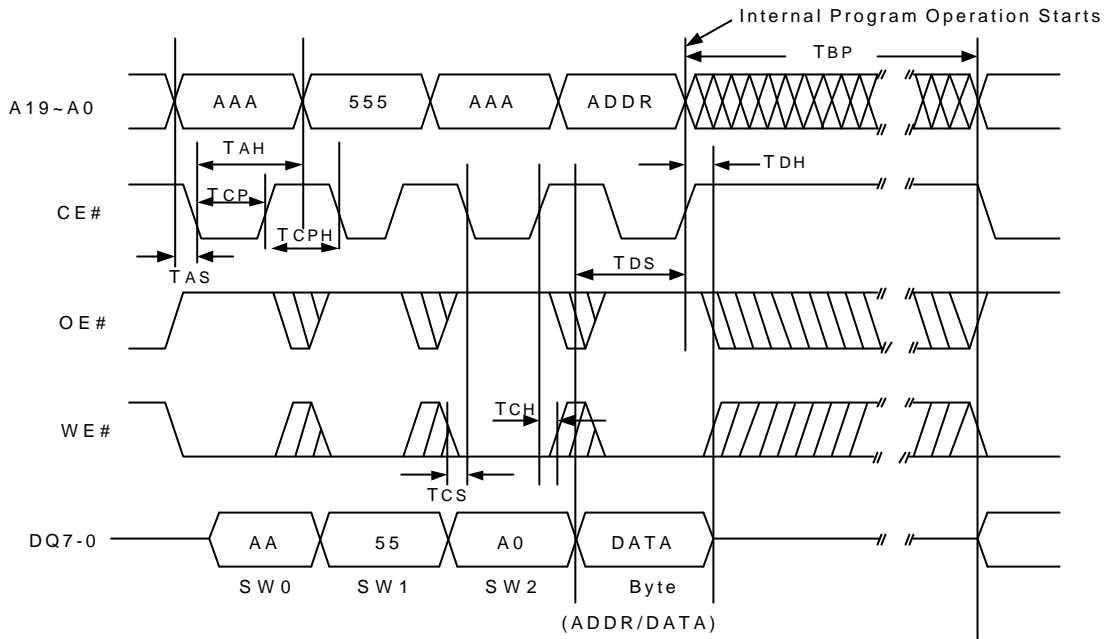 Internal Program Operation Starts
TBP
A19~A0
AAA
555
AAA
ADDR
TAH
TDH
CE#
TCP
TCPH
TAS
TDS
OE#
WE#
TCH
TCS
DQ7-0
AA
55
A0
DATA
SW0
SW1
SW2
Byte
(ADDR/DATA)